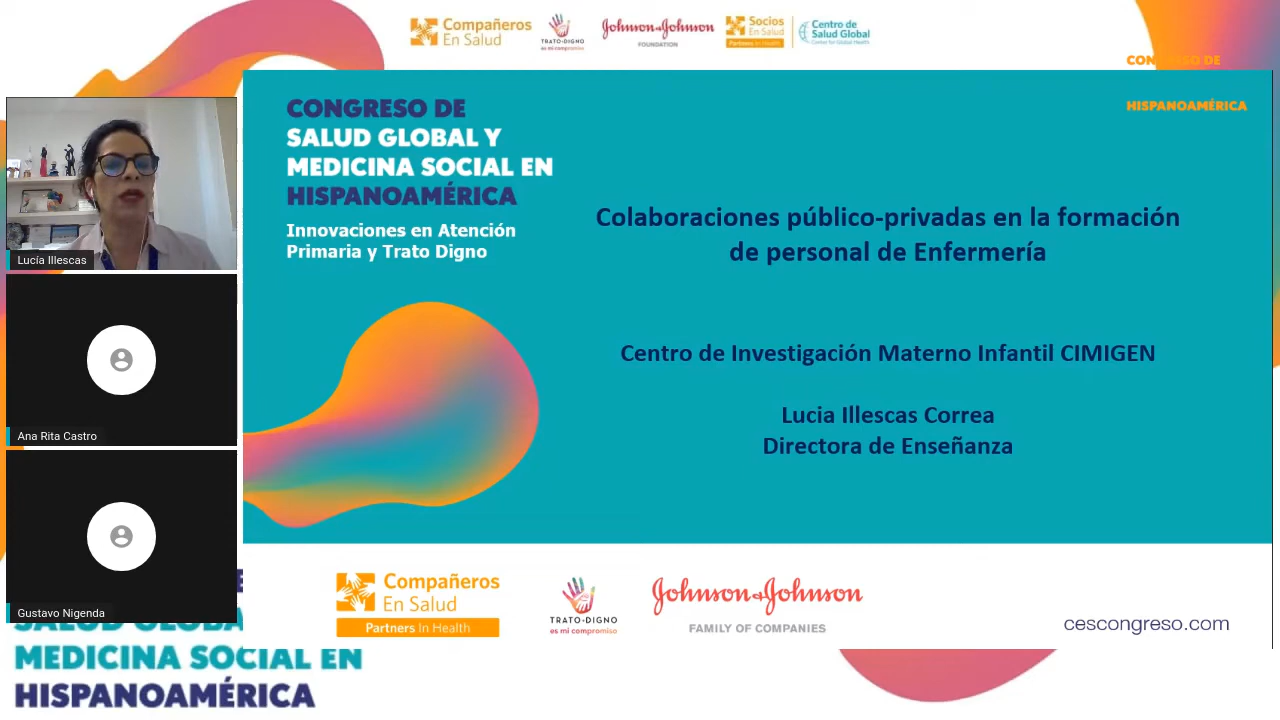 Compañeros
En Salud
TRATO·DIGNO
es mi compromiso
Johnson & Johnson
FOUNDATION
Socios
En Salud
Partners In Health
Centro de
Salud Global
Center for Global Health
HISPANOAMÉRICA
CONGRESO DE
SALUD GLOBAL Y
MEDICINA SOCIAL EN
HISPANOAMÉRICA
Innovaciones en Atención
Primaria y Trato Digno
Colaboraciones público-privadas en la formación
de personal de Enfermería
Centro de Investigación Materno Infantil CIMIGEN
Lucia Illescas Correa
Directora de Enseñanza
Lucía Illescas
Ana Rita Castro
Gustavo Nigenda
Compañeros
En Salud
Partners In Health
TRATO·DIGNO
es mi compromiso
Johnson & Johnson
FAMILY OF COMPANIES
cescongreso.com
MEDICINA SOCIAL EN
HISPANOAMÉRICA